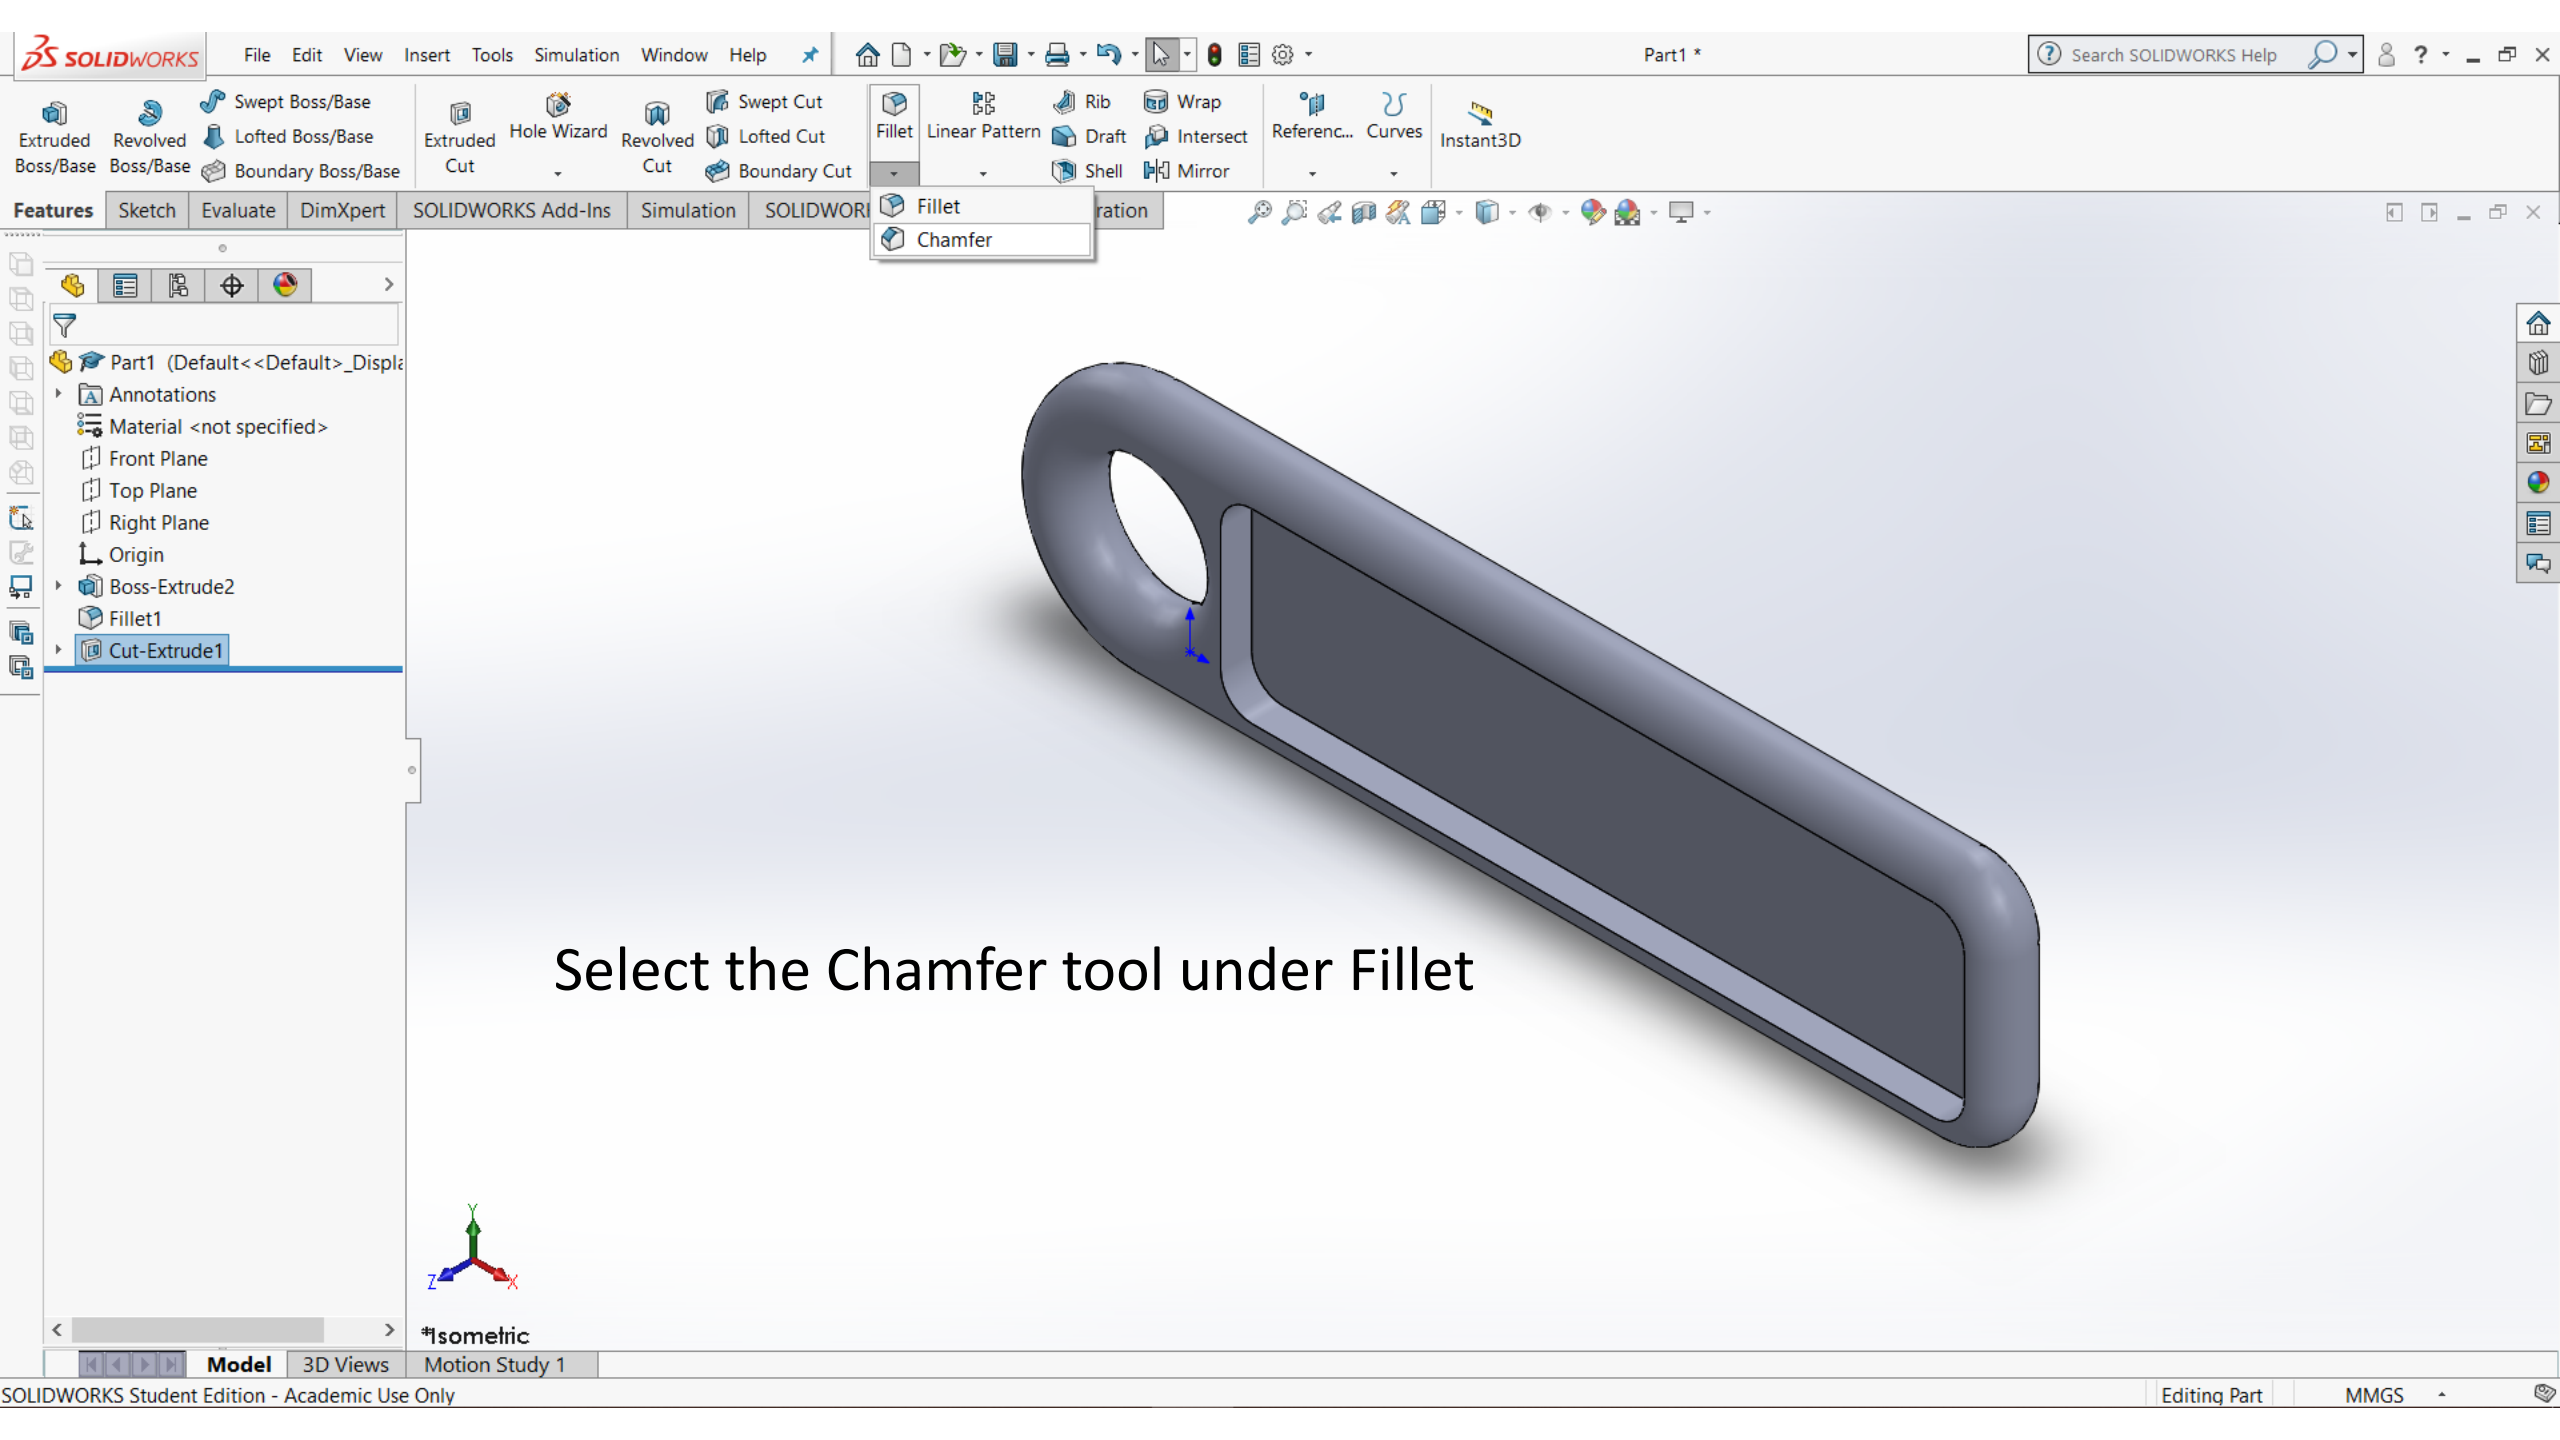 SOLIDWORKS File Edit View Insert Tools Simulation Window Help Part1 * Search SOLIDWORKS Help ?
Extruded Boss/Base
Revolved Boss/Base
Swept Boss/Base
Lofted Boss/Base
Boundary Boss/Base
Extruded Cut
Hole Wizard
Revolved Cut
Swept Cut
Lofted Cut
Boundary Cut
Fillet
Linear Pattern
Rib
Draft
Shell
Wrap
Intersect
Mirror
Referenc...
Curves
Instant3D
Features Sketch Evaluate DimXpert SOLIDWORKS Add-Ins Simulation SOLIDWOR ration
Fillet
Chamfer
Part1 (Default<<Default>_Displa
Annotations
Material <not specified>
Front Plane
Top Plane
Right Plane
Origin
Boss-Extrude2
Fillet1
Cut-Extrude1
Select the Chamfer tool under Fillet
Y
Z X
*Isometric
Model 3D Views Motion Study 1
SOLIDWORKS Student Edition - Academic Use Only Editing Part MMGS